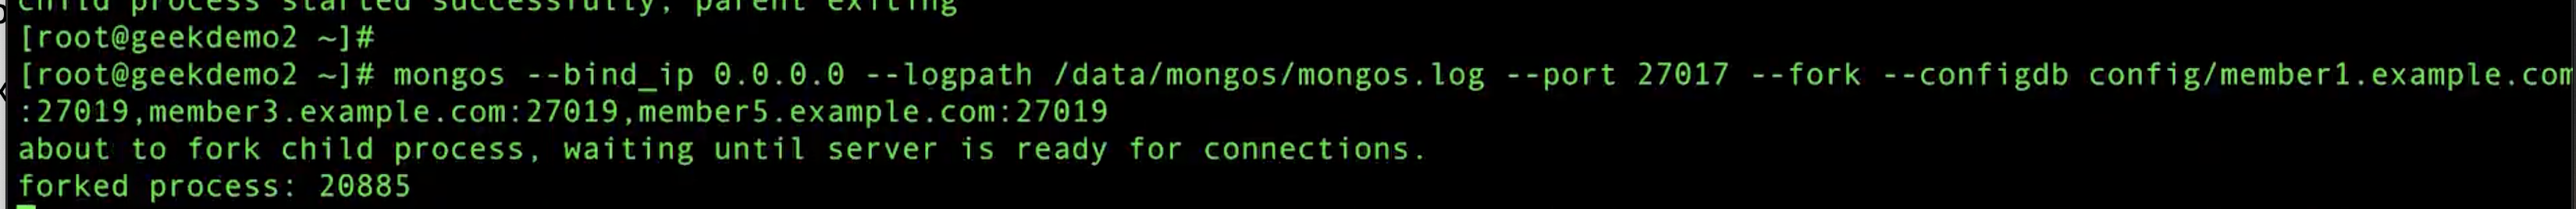 child process started successfully, parent exiting
[root@geekdemo2 ~]#
[root@geekdemo2 ~]# mongos --bind_ip 0.0.0.0 --logpath /data/mongos/mongos.log --port 27017 --fork --configdb config/member1.example.com
:27019,member3.example.com:27019,member5.example.com:27019
about to fork child process, waiting until server is ready for connections.
forked process: 20885